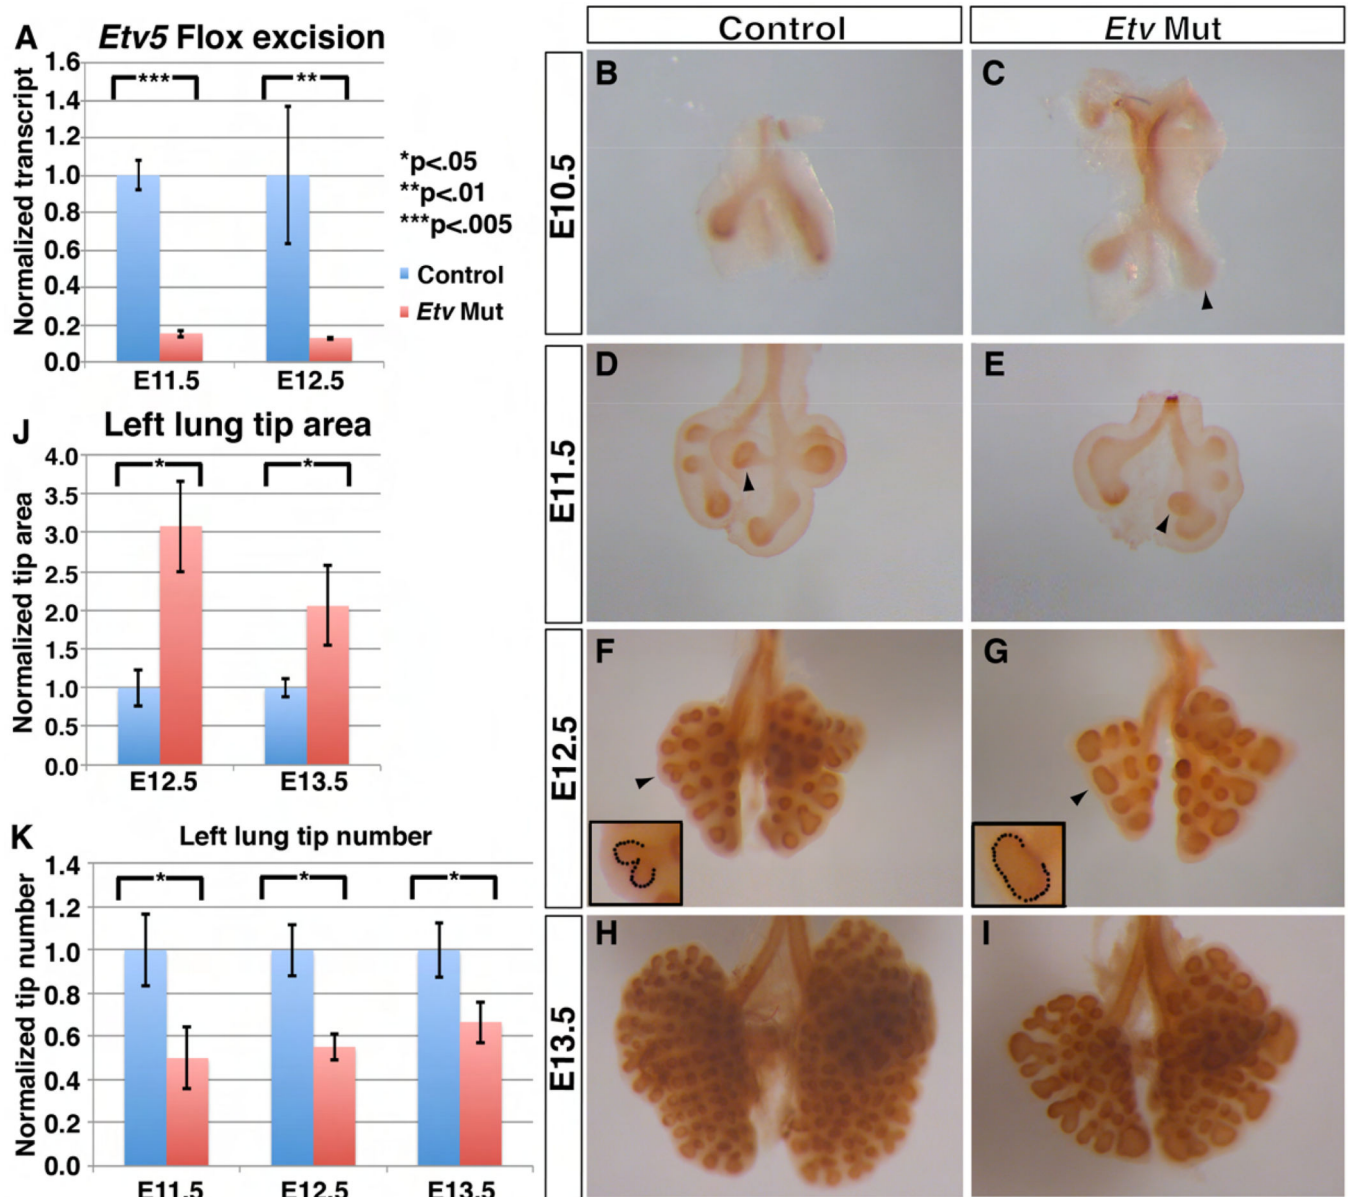 A
Etv5 Flox excision
Normalized transcript
1.6
1.4
1.2
1.0
0.8
0.6
0.4
0.2
0.0
***
**
E11.5
E12.5
*p<.05
**p<.01
***p<.005
Control
Etv Mut
J
Left lung tip area
Normalized tip area
4.0
3.5
3.0
2.5
2.0
1.5
1.0
0.5
0.0
*
*
E12.5
E13.5
K
Left lung tip number
Normalized tip number
1.4
1.2
1.0
0.8
0.6
0.4
0.2
0.0
*
*
*
E11.5
E12.5
E13.5
Control
Etv Mut
E10.5
B
C
E11.5
D
E
E12.5
F
G
E13.5
H
I